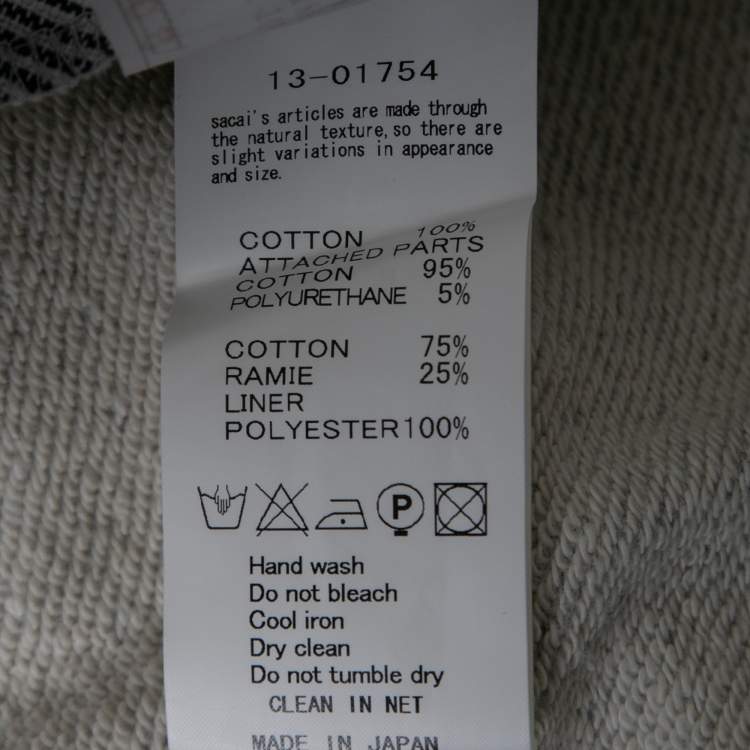 13-01754
sacai's articles are made through
the natural texture, so there are
slight variations in appearance
and size.
COTTON 100%
ATTACHED PARTS
COTTON 95%
POLYURETHANE 5%
COTTON 75%
RAMIE 25%
LINER
POLYESTER 100%
P
Hand wash
Do not bleach
Cool iron
Dry clean
Do not tumble dry
CLEAN IN NET
MADE IN JAPAN